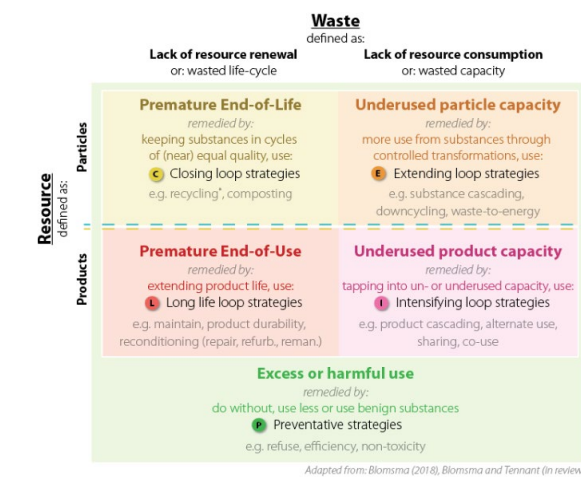 Waste
defined as:
Lack of resource renewal
or: wasted life-cycle
Lack of resource consumption
or: wasted capacity
Resource
defined as:
Particles
Premature End-of-Life
remedied by:
keeping substances in cycles
of (near) equal quality, use:
C Closing loop strategies
e.g. recycling*, composting
Underused particle capacity
remedied by:
more use from substances through
controlled transformations, use:
E Extending loop strategies
e.g. substance cascading,
downcycling, waste-to-energy
Products
Premature End-of-Use
remedied by:
extending product life, use:
L Long life loop strategies
e.g. maintain, product durability,
reconditioning (repair, refurb., reman.)
Underused product capacity
remedied by:
tapping into un- or underused capacity, use:
I Intensifying loop strategies
e.g. product cascading, alternate use,
sharing, co-use
Excess or harmful use
remedied by:
do without, use less or use benign substances
P Preventative strategies
e.g. refuse, efficiency, non-toxicity
Adapted from: Blomsma (2018), Blomsma and Tennant (in review